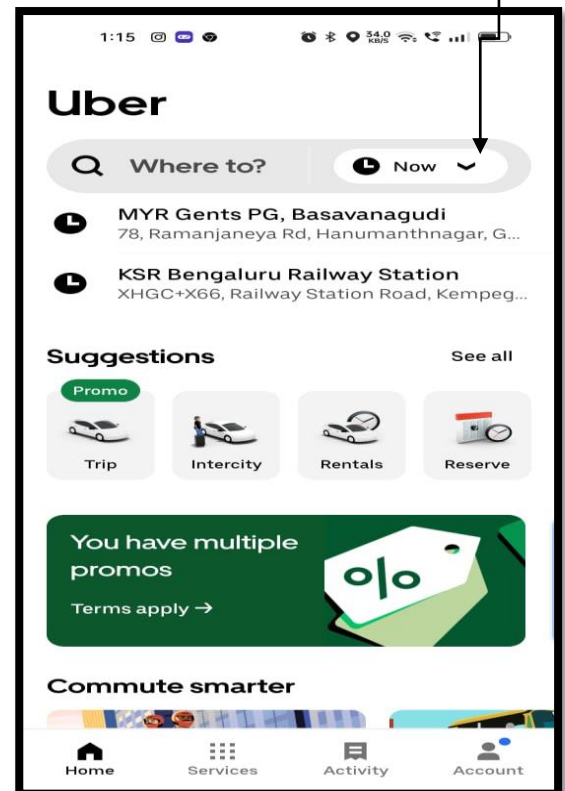 1:15 34.0 KB/S
Uber
Where to? Now
MYR Gents PG, Basavanagudi
78, Ramanjaneya Rd, Hanumanthnagar, G...
KSR Bengaluru Railway Station
XHGC+X66, Railway Station Road, Kempeg...
Suggestions See all
Promo
Trip Intercity Rentals Reserve
You have multiple
promos
%
Terms apply →
Commute smarter
Home Services Activity Account